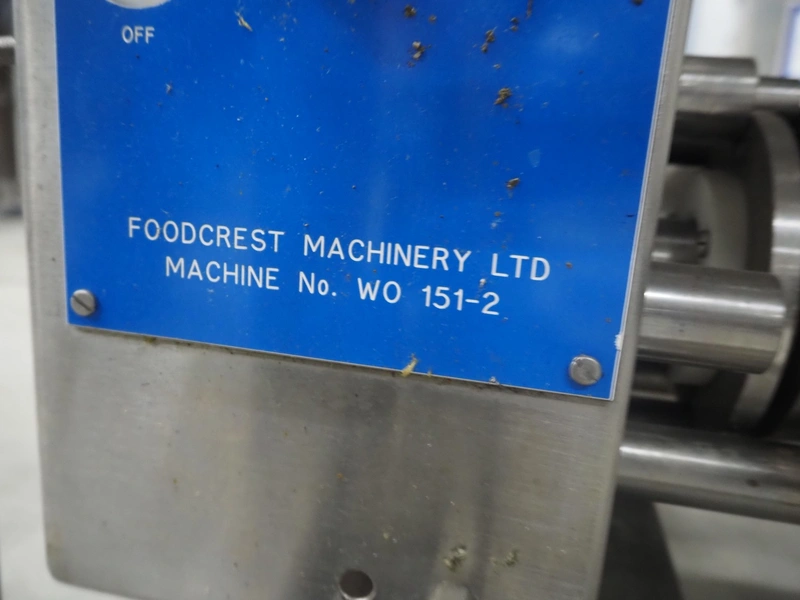 OFF
FOODCREST MACHINERY LTD
MACHINE No. WO 151-2